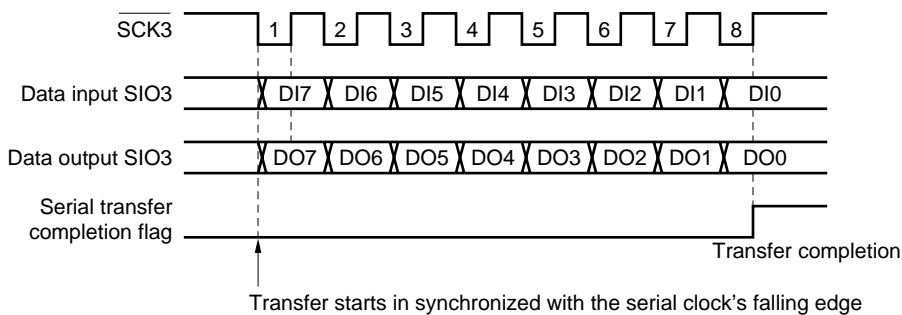 SCK3 1 2 3 4 5 6 7 8
Data input SIO3 DI7 DI6 DI5 DI4 DI3 DI2 DI1 DI0
Data output SIO3 DO7 DO6 DO5 DO4 DO3 DO2 DO1 DO0
Serial transfer
completion flag
Transfer completion
Transfer starts in synchronized with the serial clock's falling edge